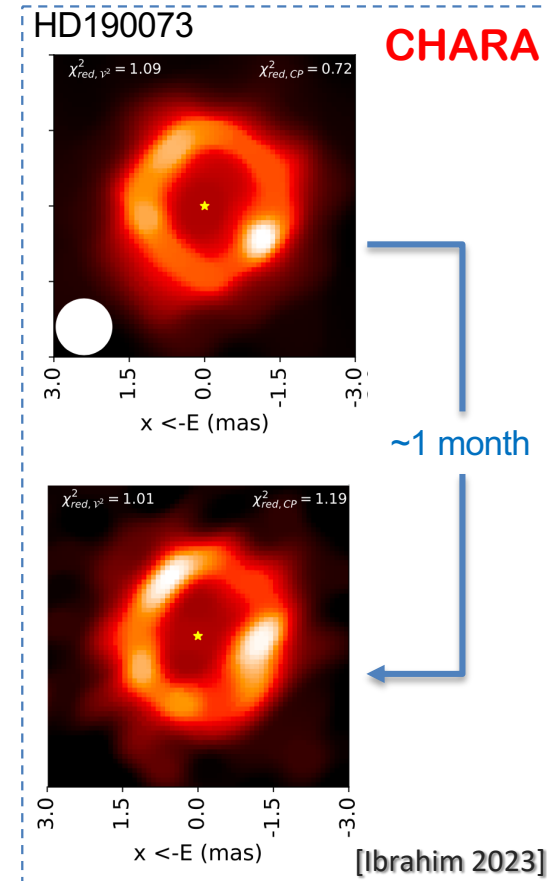 HD190073
CHARA
χ²red,ν² = 1.09
χ²red,CP = 0.72
3.0 1.5 0.0 -1.5 -3.0
x <-E (mas)
~1 month
χ²red,ν² = 1.01
χ²red,CP = 1.19
3.0 1.5 0.0 -1.5 -3.0
x <-E (mas)
[Ibrahim 2023]